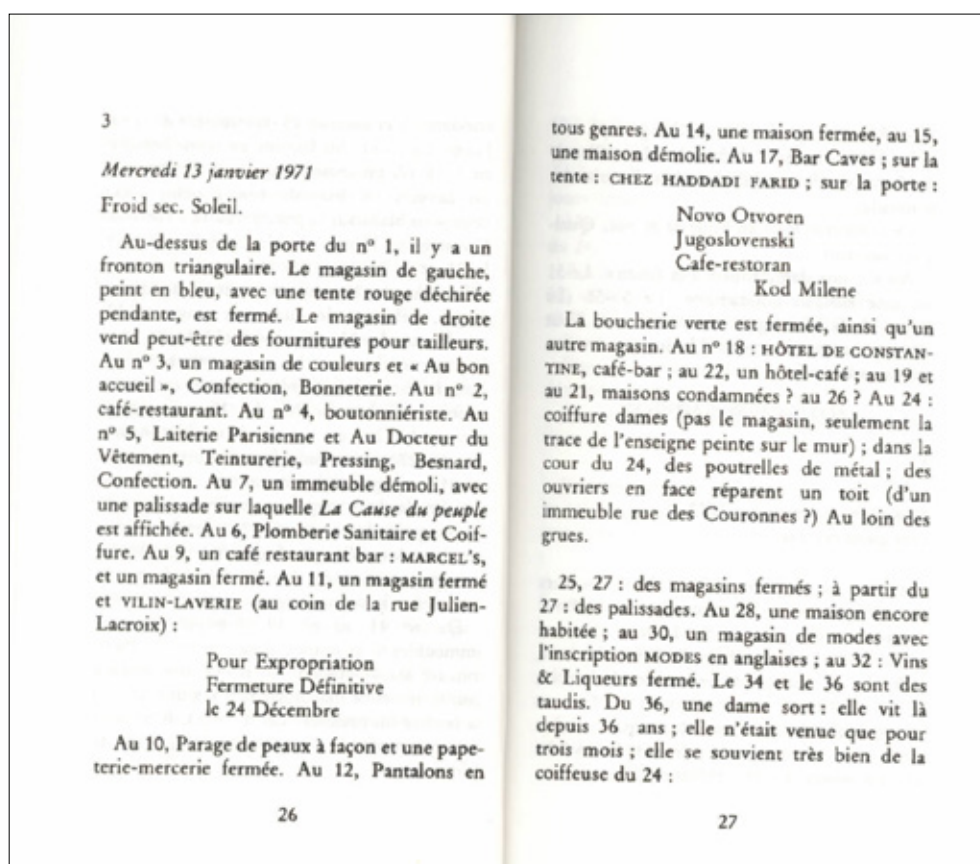 3
Mercredi 13 janvier 1971
Froid sec. Soleil.
Au-dessus de la porte du nº 1, il y a un
fronton triangulaire. Le magasin de gauche,
peint en bleu, avec une tente rouge déchirée
pendante, est fermé. Le magasin de droite
vend peut-être des fournitures pour tailleurs.
Au nº 3, un magasin de couleurs et « Au bon
accueil », Confection, Bonneterie. Au nº 2,
café-restaurant. Au nº 4, boutonniériste. Au
nº 5, Laiterie Parisienne et Au Docteur du
Vêtement, Teinturerie, Pressing, Besnard,
Confection. Au 7, un immeuble démoli, avec
une palissade sur laquelle La Cause du peuple
est affichée. Au 6, Plomberie Sanitaire et Coif-
fure. Au 9, un café restaurant bar : MARCEL'S,
et un magasin fermé. Au 11, un magasin fermé
et VILIN-LAVERIE (au coin de la rue Julien-
Lacroix) :
Pour Expropriation
Fermeture Définitive
le 24 Décembre
Au 10, Parage de peaux à façon et une pape-
terie-mercerie fermée. Au 12, Pantalons en
26
tous genres. Au 14, une maison fermée, au 15,
une maison démolie. Au 17, Bar Caves ; sur la
tente : CHEZ HADDADI FARID ; sur la porte :
Novo Otvoren
Jugoslovenski
Cafe-restoran
Kod Milene
La boucherie verte est fermée, ainsi qu'un
autre magasin. Au nº 18 : HÔTEL DE CONSTAN-
TINE, café-bar ; au 22, un hôtel-café ; au 19 et
au 21, maisons condamnées ? au 26 ? Au 24 :
coiffure dames (pas le magasin, seulement la
trace de l'enseigne peinte sur le mur) ; dans la
cour du 24, des poutrelles de métal ; des
ouvriers en face réparent un toit (d'un
immeuble rue des Couronnes ?) Au loin des
grues.
25, 27 : des magasins fermés ; à partir du
27 : des palissades. Au 28, une maison encore
habitée ; au 30, un magasin de modes avec
l'inscription MODES en anglaises ; au 32 : Vins
& Liqueurs fermé. Le 34 et le 36 sont des
taudis. Du 36, une dame sort : elle vit là
depuis 36 ans ; elle n'était venue que pour
trois mois ; elle se souvient très bien de la
coiffeuse du 24 :
27